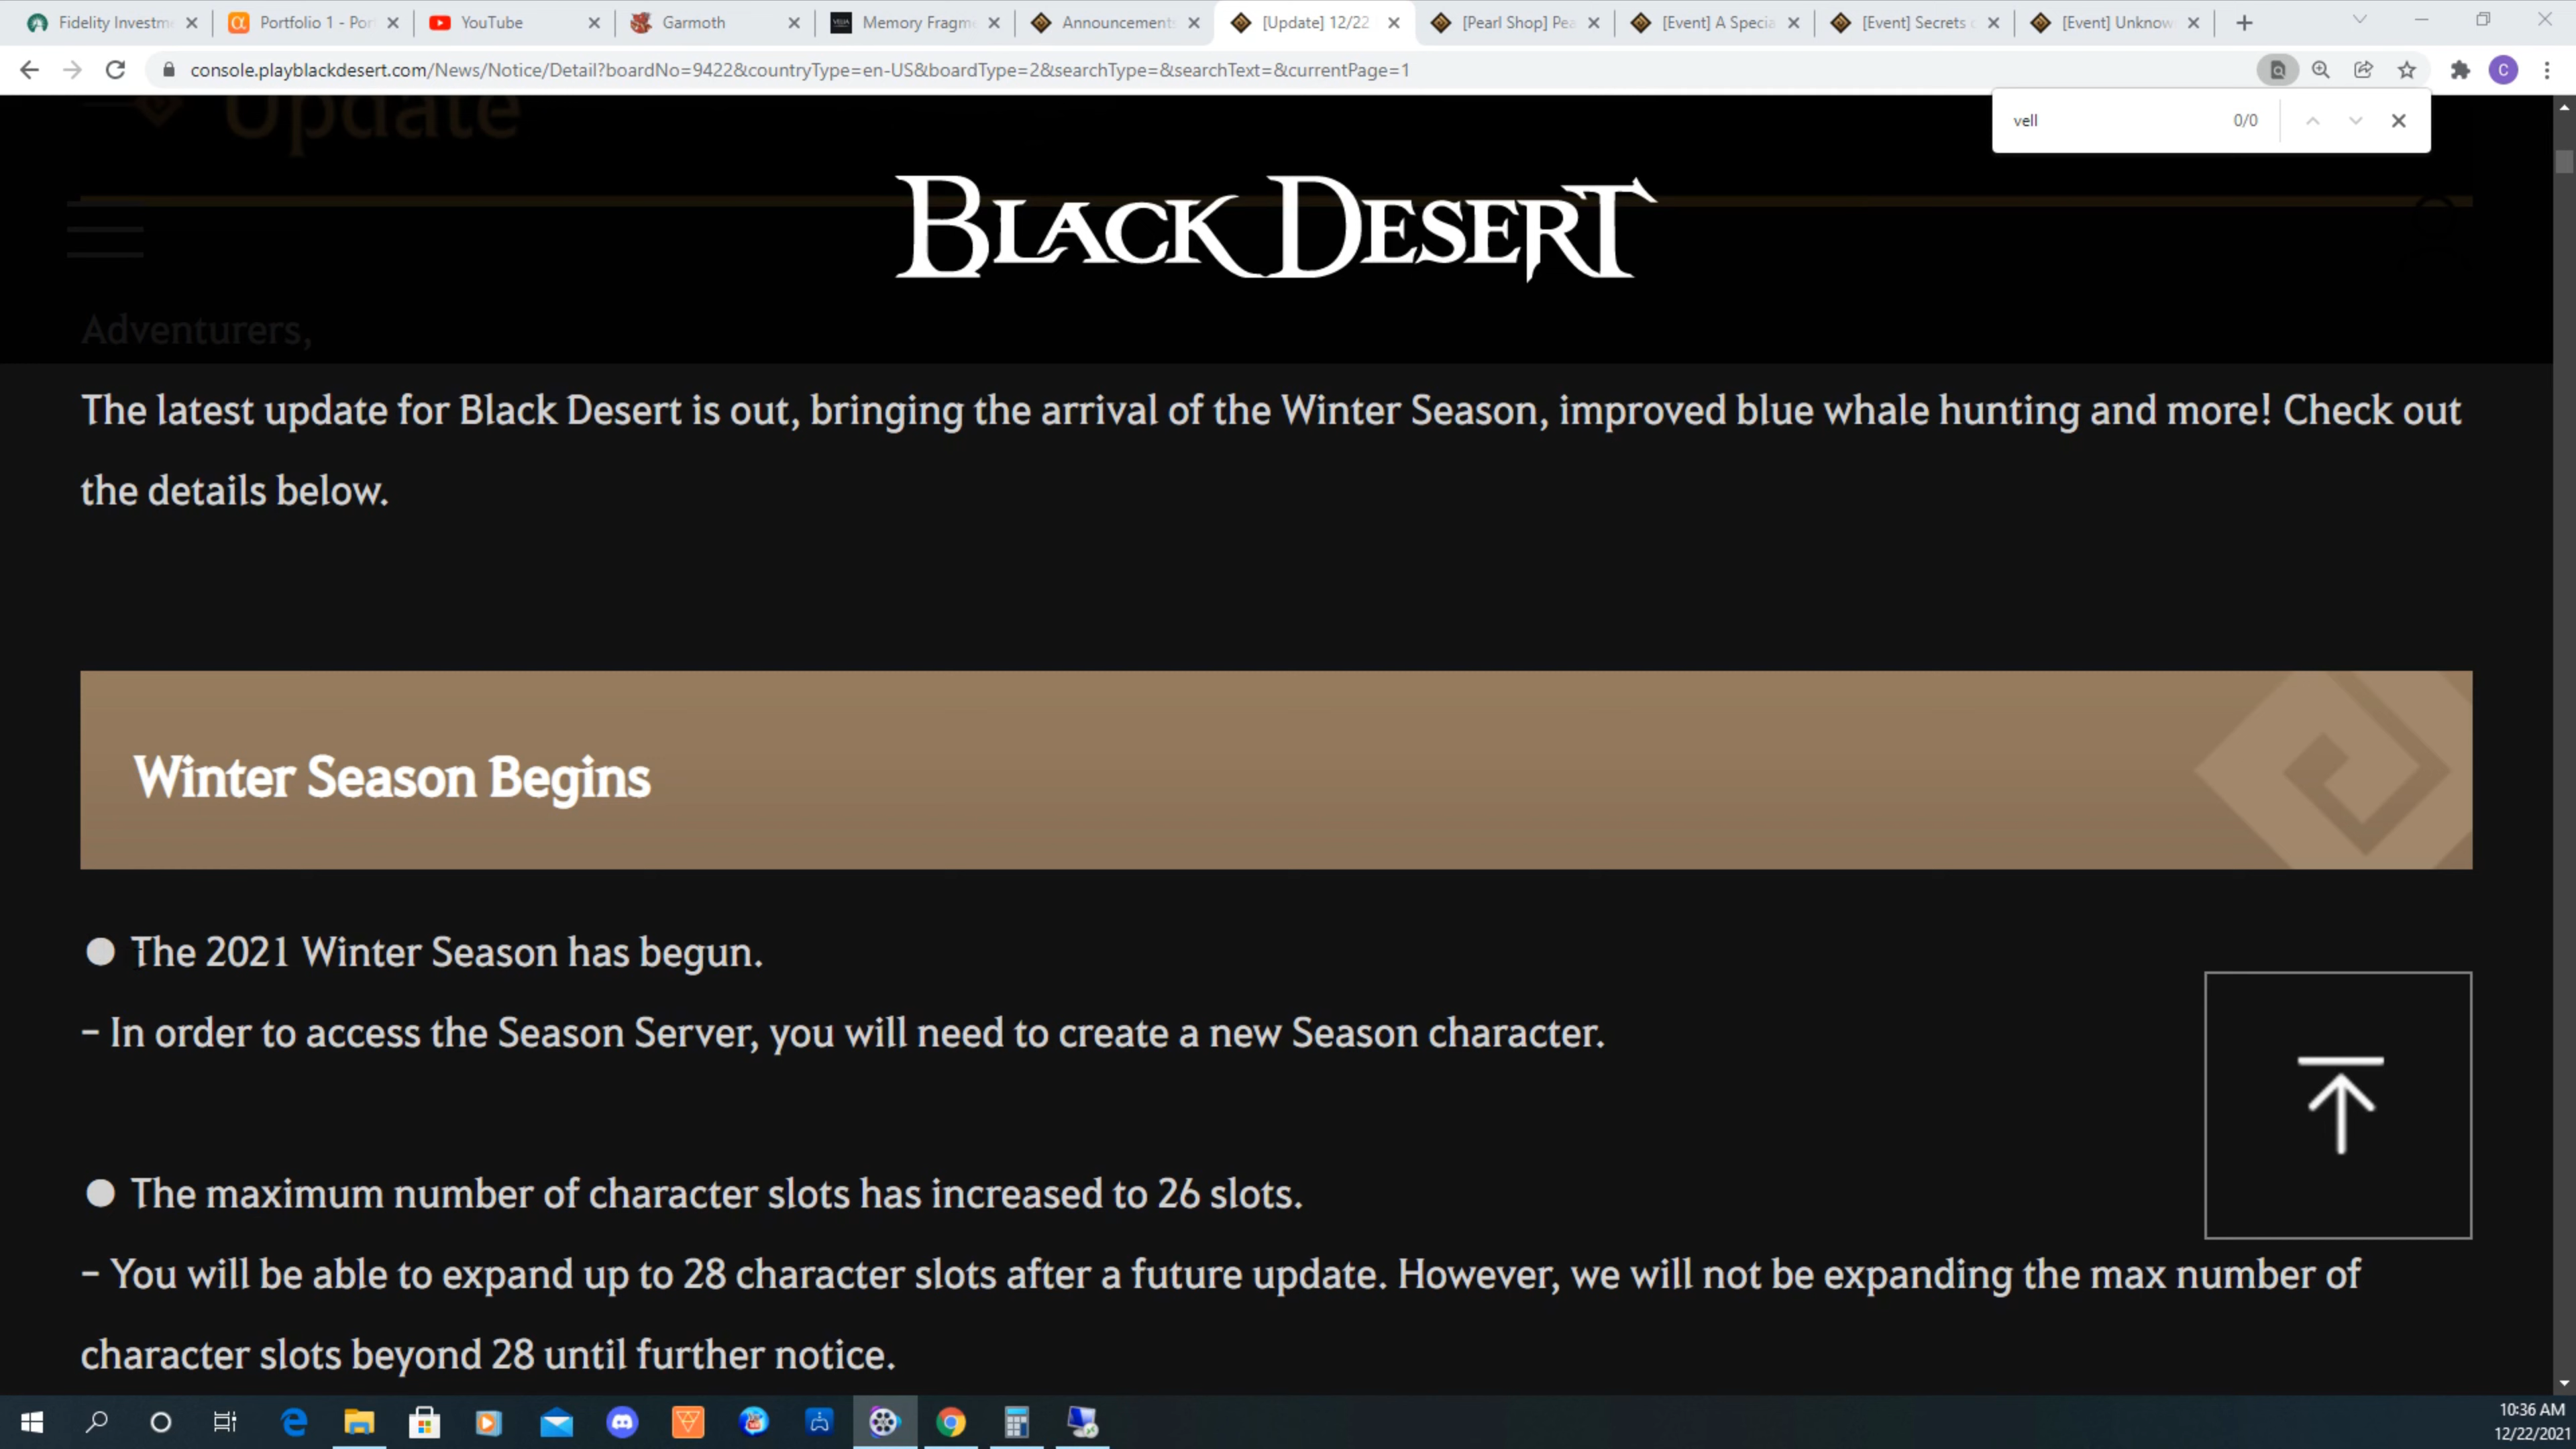 Fidelity Investm
Portfolio 1 - Por
YouTube
Garmoth
Memory Fragme
Announcements
[Update] 12/22
[Pearl Shop] Pea
[Event] A Specia
[Event] Secrets o
[Event] Unknow
console.playblackdesert.com/News/Notice/Detail?boardNo=9422&countryType=en-US&boardType=2&searchType=&searchText=&currentPage=1
C
vell 0/0
Update
BLACK DESERT
Adventurers,
The latest update for Black Desert is out, bringing the arrival of the Winter Season, improved blue whale hunting and more! Check out
the details below.
Winter Season Begins
● The 2021 Winter Season has begun.
– In order to access the Season Server, you will need to create a new Season character.
● The maximum number of character slots has increased to 26 slots.
– You will be able to expand up to 28 character slots after a future update. However, we will not be expanding the max number of
character slots beyond 28 until further notice.
10:36 AM
12/22/2021